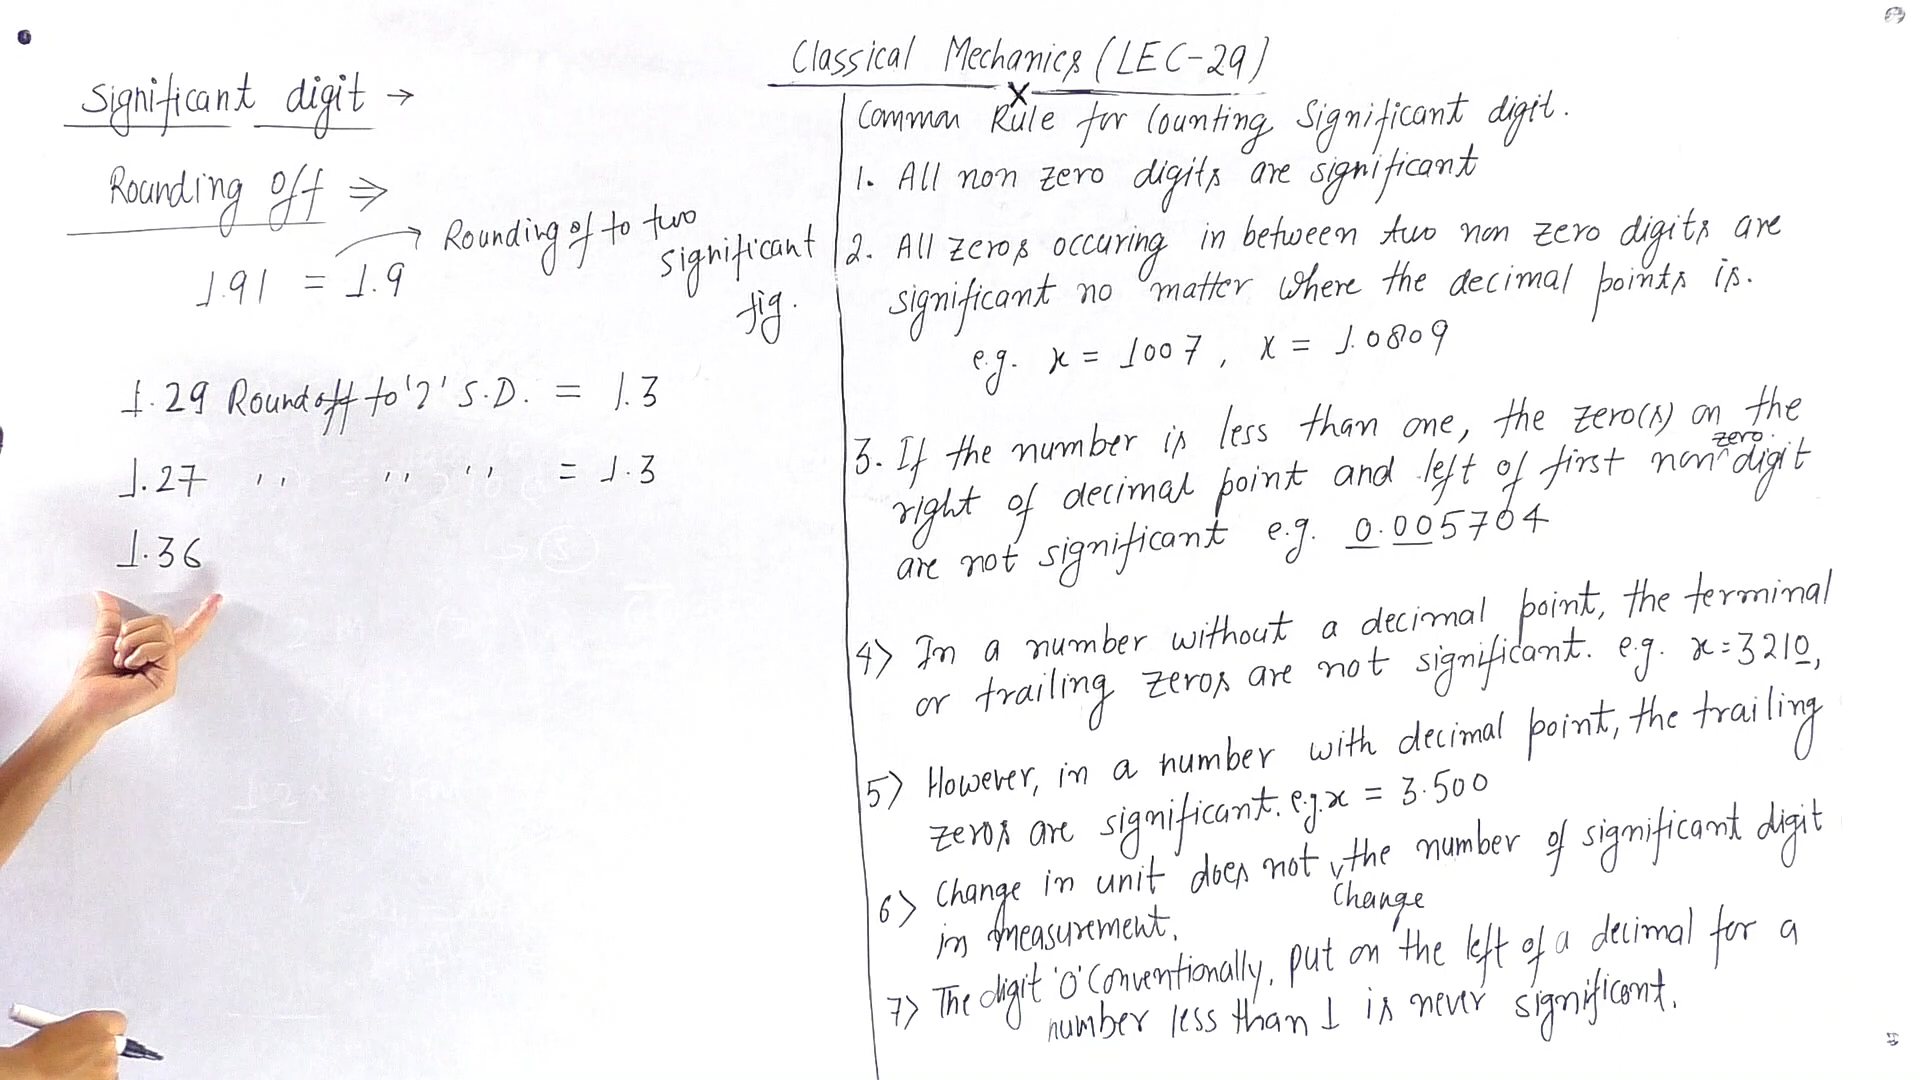 Classical Mechanics (LEC-29)
X
Significant digit →
Rounding off ⇒
1.91 = 1.9 → Rounding of to two
significant
fig.
1.29 Round off to '2' S.D. = 1.3
1.27 ,, ,, ,, = 1.3
1.36
Common Rule for Counting Significant digit.
1. All non zero digits are significant
2. All zeros occuring in between two non zero digits are
significant no matter where the decimal points is.
e.g. x = 1007, x = 1.0809
3. If the number is less than one, the zero(s) on the
right of decimal point and left of first non zero digit
are not significant e.g. 0.005704
4) In a number without a decimal point, the terminal
or trailing zeros are not significant. e.g. x = 3210,
5) However, in a number with decimal point, the trailing
zeros are significant. e.g. x = 3.500
6) Change in unit does not change the number of significant digit
in measurement.
7) The digit '0' Conventionally, put on the left of a decimal for a
number less than 1 is never significant.